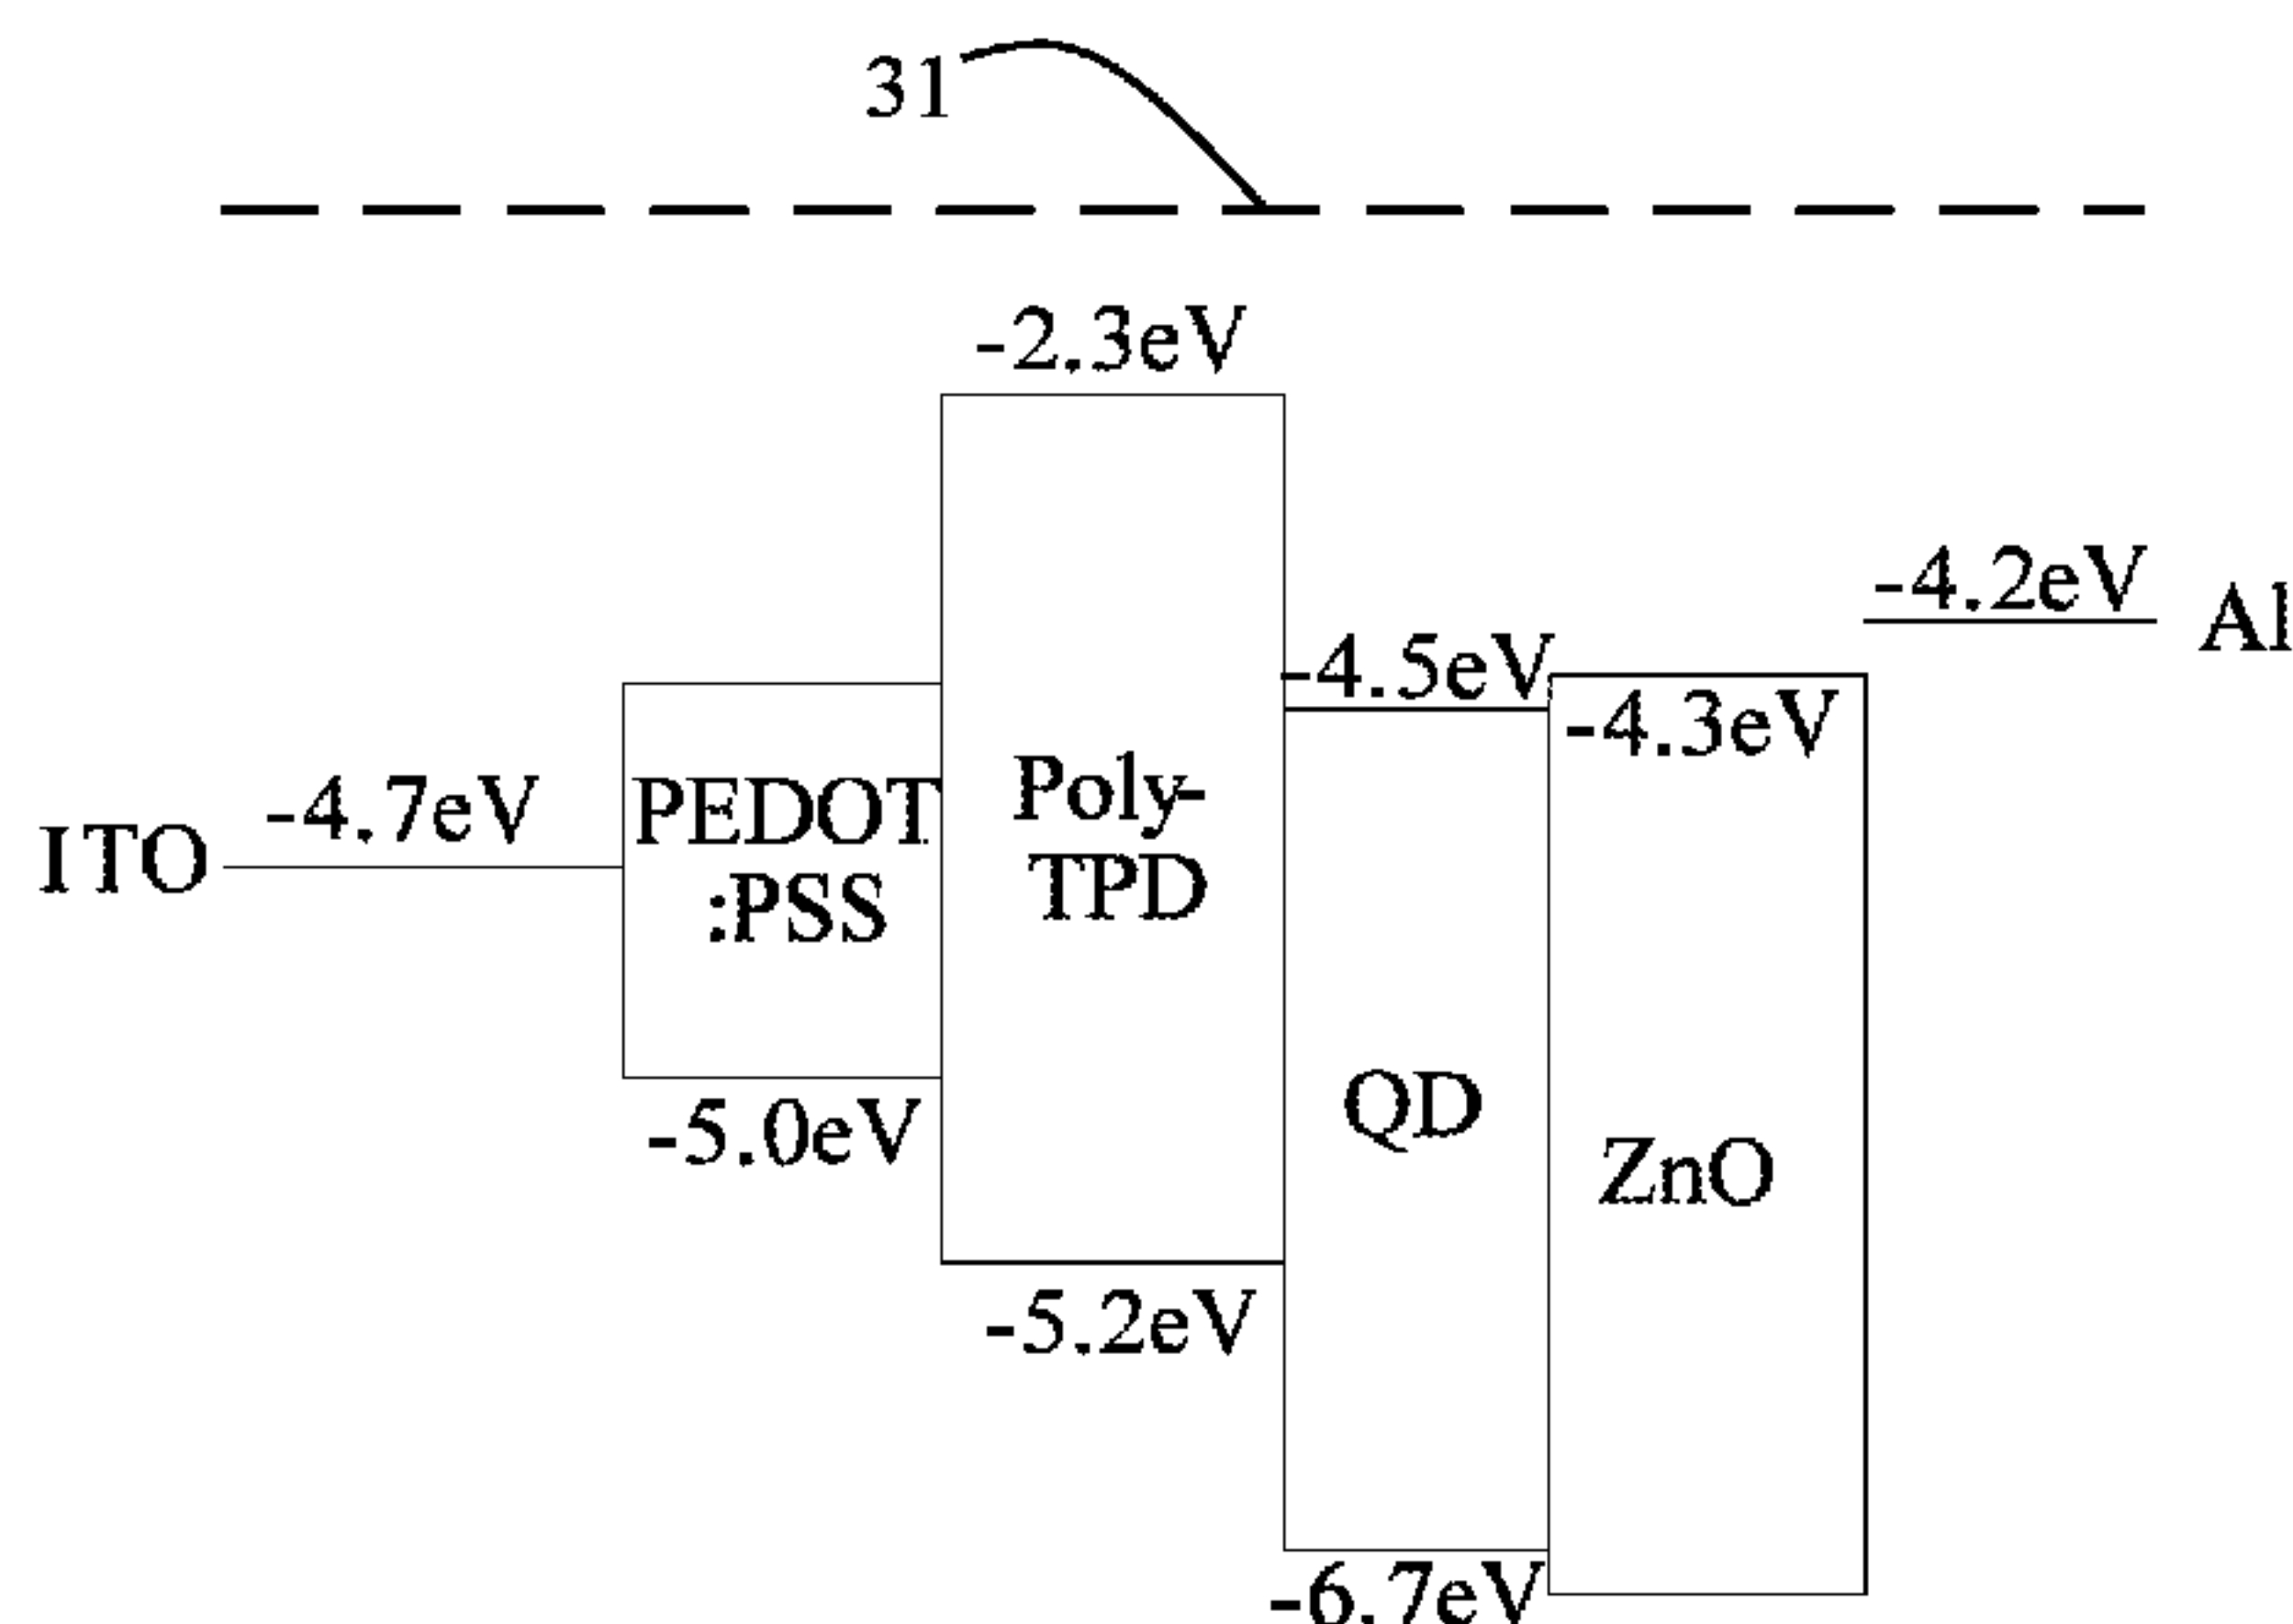 31
-2.3eV
-4.2eV
Al
-4.5eV
-4.3eV
-4.7eV
ITO
PEDOT
:PSS
Poly-
TPD
-5.0eV
QD
ZnO
-5.2eV
-6.7eV